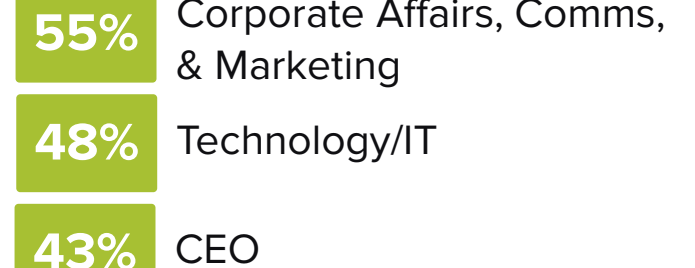 55%
Corporate Affairs, Comms,
& Marketing
48%
Technology/IT
43%
CEO